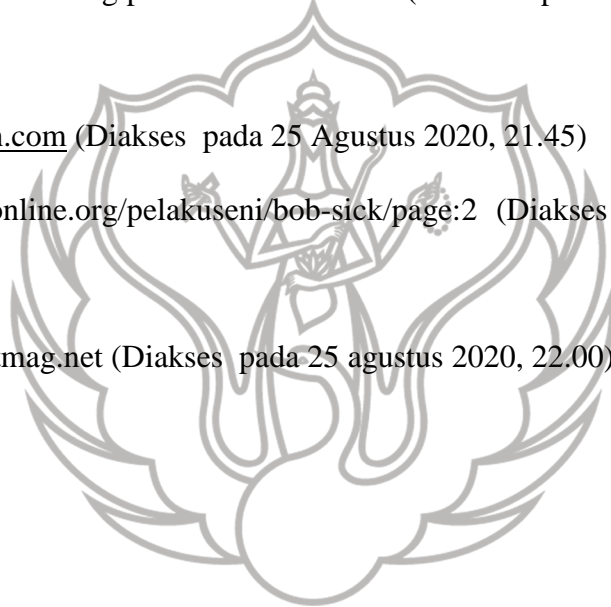 .com (Diakses pada 25 Agustus 2020, 21.45)
nline.org/pelakuseni/bob-sick/page:2 (Diakses
mag.net (Diakses pada 25 agustus 2020, 22.00)